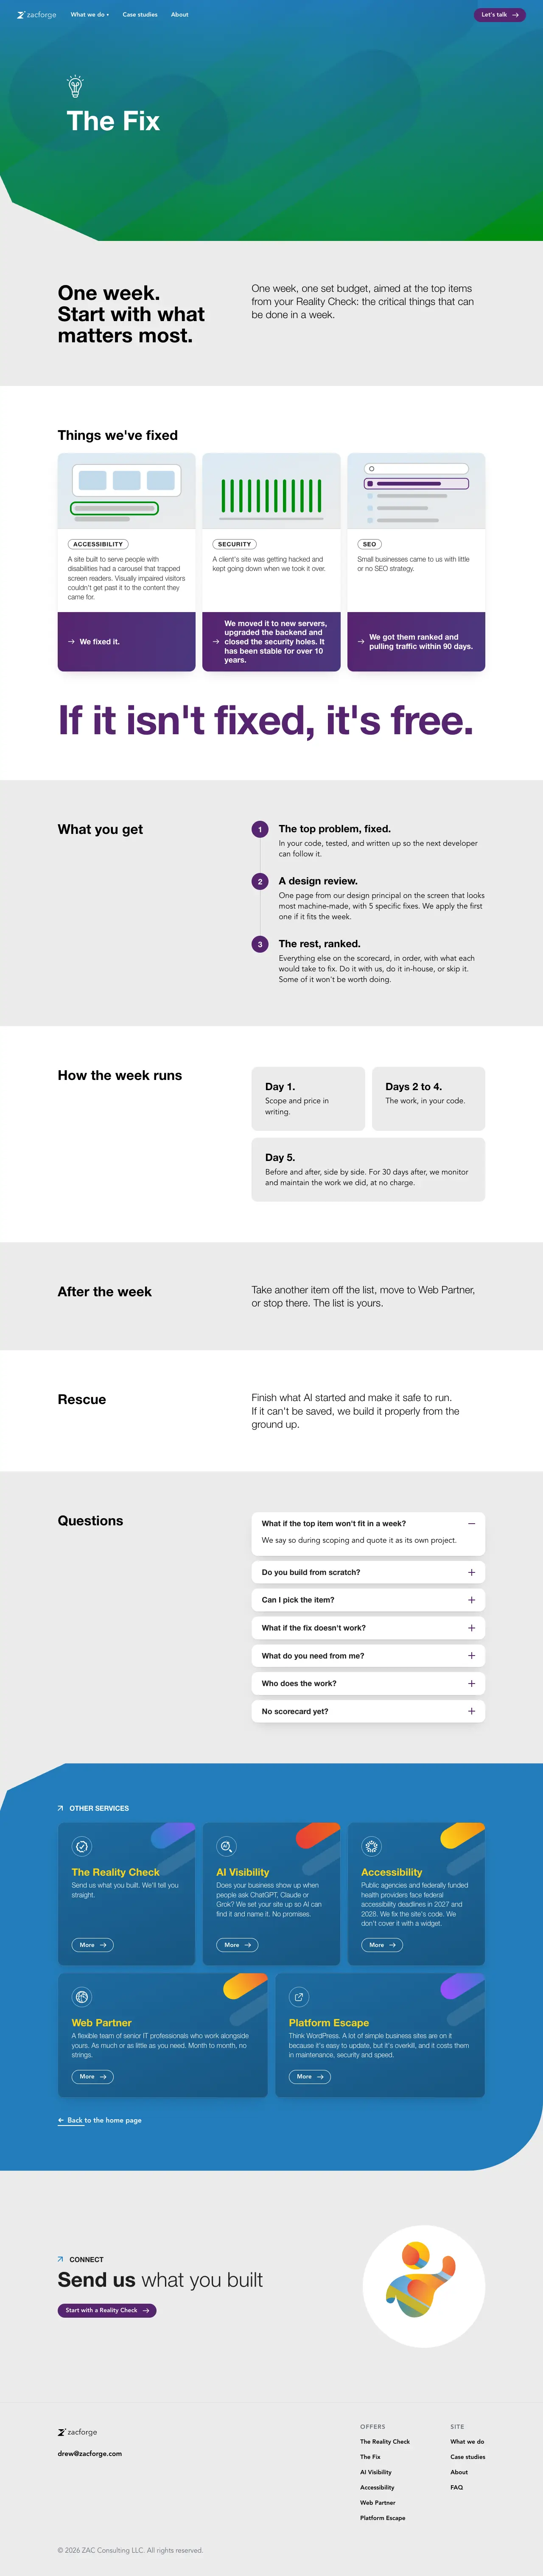 zacforge
What we do
Case studies
About
Let's talk
The Fix
One week.
Start with what
matters most.
One week, one set budget, aimed at the top items
from your Reality Check: the critical things that can
be done in a week.
Things we've fixed
ACCESSIBILITY
A site built to serve people with
disabilities had a carousel that trapped
screen readers. Visually impaired visitors
couldn't get past it to the content they
came for.
We fixed it.
SECURITY
A client's site was getting hacked and
kept going down when we took it over.
We moved it to new servers,
upgraded the backend and
closed the security holes. It
has been stable for over 10
years.
SEO
Small businesses came to us with little
or no SEO strategy.
We got them ranked and
pulling traffic within 90 days.
If it isn't fixed, it's free.
What you get
1
The top problem, fixed.
In your code, tested, and written up so the next developer
can follow it.
2
A design review.
One page from our design principal on the screen that looks
most machine-made, with 5 specific fixes. We apply the first
one if it fits the week.
3
The rest, ranked.
Everything else on the scorecard, in order, with what each
would take to fix. Do it with us, do it in-house, or skip it.
Some of it won't be worth doing.
How the week runs
Day 1.
Scope and price in
writing.
Days 2 to 4.
The work, in your code.
Day 5.
Before and after, side by side. For 30 days after, we monitor
and maintain the work we did, at no charge.
After the week
Take another item off the list, move to Web Partner,
or stop there. The list is yours.
Rescue
Finish what AI started and make it safe to run.
If it can't be saved, we build it properly from the
ground up.
Questions
What if the top item won't fit in a week?
We say so during scoping and quote it as its own project.
Do you build from scratch?
Can I pick the item?
What if the fix doesn't work?
What do you need from me?
Who does the work?
No scorecard yet?
OTHER SERVICES
The Reality Check
Send us what you built. We'll tell you
straight.
More
AI Visibility
Does your business show up when
people ask ChatGPT, Claude or
Grok? We set your site up so AI can
find it and name it. No promises.
More
Accessibility
Public agencies and federally funded
health providers face federal
accessibility deadlines in 2027 and
2028. We fix the site's code. We
don't cover it with a widget.
More
Web Partner
A flexible team of senior IT professionals who work alongside
yours. As much or as little as you need. Month to month, no
strings.
More
Platform Escape
Think WordPress. A lot of simple business sites are on it
because it's easy to update, but it's overkill, and it costs them
in maintenance, security and speed.
More
Back to the home page
CONNECT
Send us what you built
Start with a Reality Check
zacforge
drew@zacforge.com
OFFERS
The Reality Check
The Fix
AI Visibility
Accessibility
Web Partner
Platform Escape
SITE
What we do
Case studies
About
FAQ
© 2026 ZAC Consulting LLC. All rights reserved.